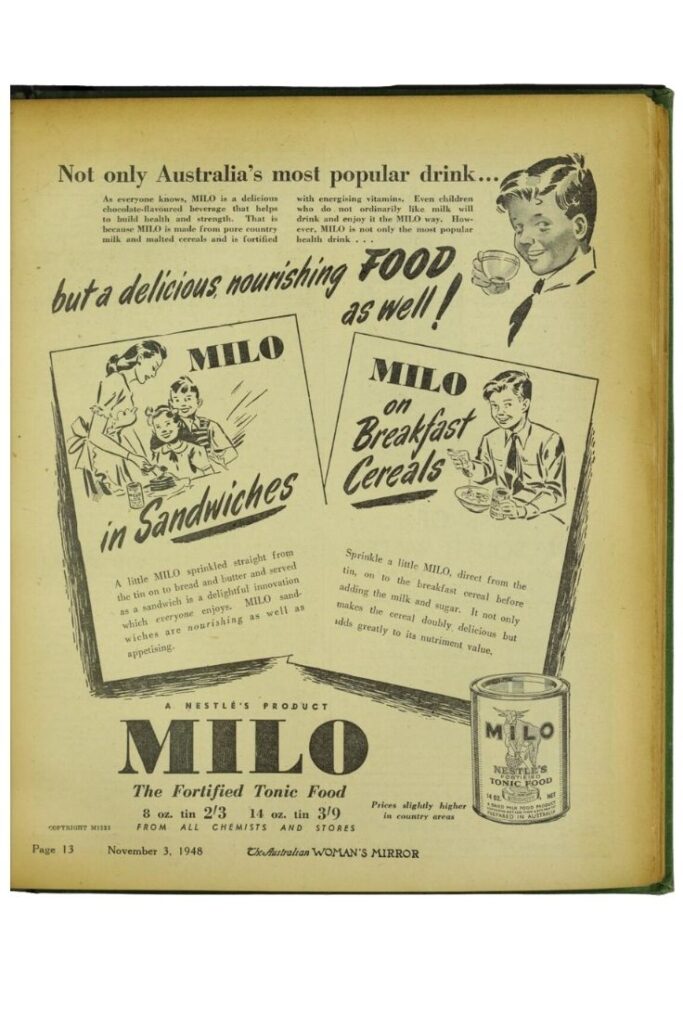 Not only Australia's most popular drink...
As everyone knows, MILO is a delicious
chocolate-flavoured beverage that helps
to build health and strength. That is
because MILO is made from pure country
milk and malted cereals and is fortified
with energising vitamins. Even children
who do not ordinarily like milk will
drink and enjoy it the MILO way. How-
ever, MILO is not only the most popular
health drink . . .
but a delicious, nourishing FOOD
as well!
MILO
in Sandwiches
A little MILO sprinkled straight from
the tin on to bread and butter and served
as a sandwich is a delightful innovation
which everyone enjoys. MILO sand-
wiches are nourishing as well as
appetising.
MILO
on
Breakfast
Cereals
Sprinkle a little MILO, direct from the
tin, on to the breakfast cereal before
adding the milk and sugar. It not only
makes the cereal doubly delicious but
adds greatly to its nutriment value.
A NESTLÉ'S PRODUCT
MILO
The Fortified Tonic Food
8 oz. tin 2/3 14 oz. tin 3/9
FROM ALL CHEMISTS AND STORES
Prices slightly higher
in country areas
MILO
NESTLÉ'S
FORTIFIED
TONIC FOOD
14 OZ. NET
A DRIED MILK FOOD PRODUCT
PREPARED IN AUSTRALIA
COPYRIGHT
Page 13 November 3, 1948 The Australian WOMAN'S MIRROR